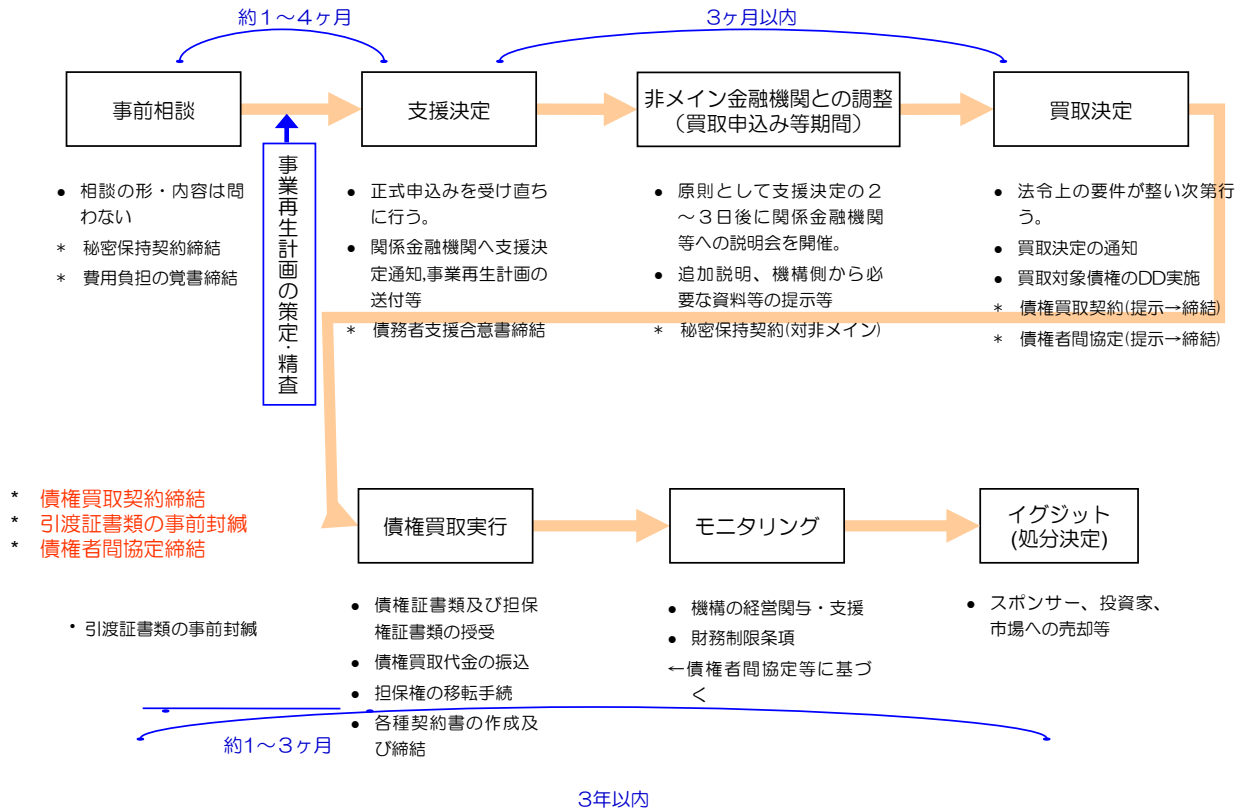 約１～４ヶ月
3ヶ月以内
事前相談
支援決定
非メイン金融機関との調整
（買取申込み等期間）
買取決定
事業再生計画の策定・精査
● 相談の形・内容は問
わない
* 秘密保持契約締結
* 費用負担の覚書締結
● 正式申込みを受け直ち
に行う。
● 関係金融機関へ支援決
定通知,事業再生計画の
送付等
* 債務者支援合意書締結
● 原則として支援決定の２
～３日後に関係金融機関
等への説明会を開催。
● 追加説明、機構側から必
要な資料等の提示等
* 秘密保持契約(対非メイン)
● 法令上の要件が整い次第行
う。
● 買取決定の通知
● 買取対象債権のDD実施
* 債権買取契約(提示→締結)
* 債権者間協定(提示→締結)
* 債権買取契約締結
* 引渡証書類の事前封緘
* 債権者間協定締結
・引渡証書類の事前封緘
債権買取実行
モニタリング
イグジット
(処分決定)
● 債権証書類及び担保
権証書類の授受
● 債権買取代金の振込
● 担保権の移転手続
● 各種契約書の作成及
び締結
● 機構の経営関与・支援
● 財務制限条項
←債権者間協定等に基づ
く
● スポンサー、投資家、
市場への売却等
約1～３ヶ月
3年以内